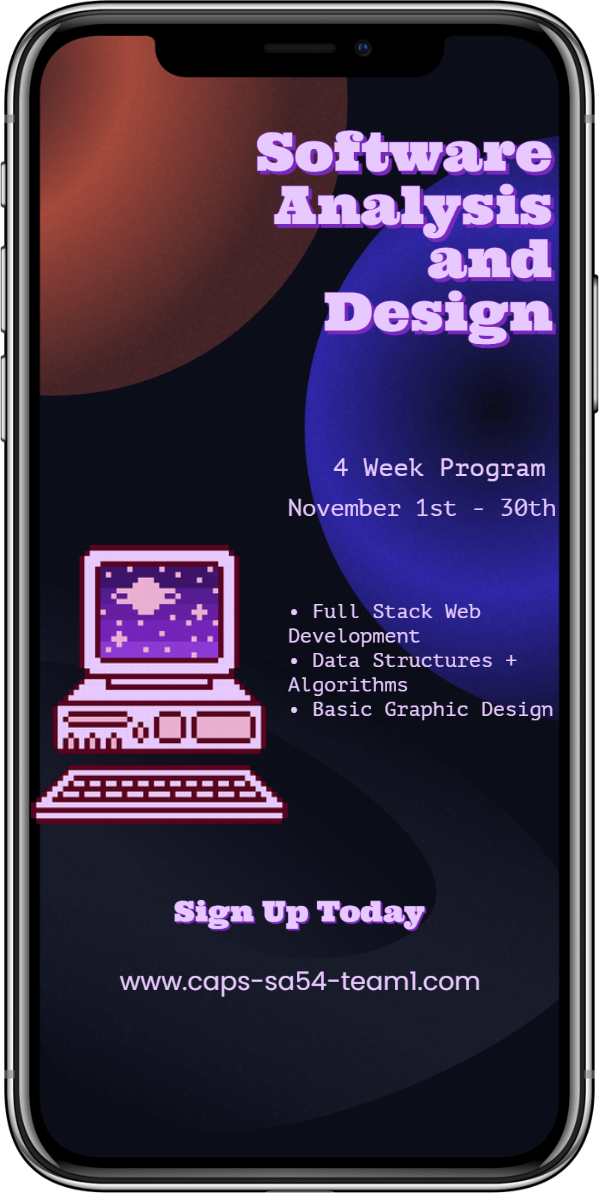 Software
Analysis
and
Design
4 Week Program
November 1st - 30th
• Full Stack Web
Development
• Data Structures +
Algorithms
• Basic Graphic Design
Sign Up Today
www.caps-sa54-team1.com